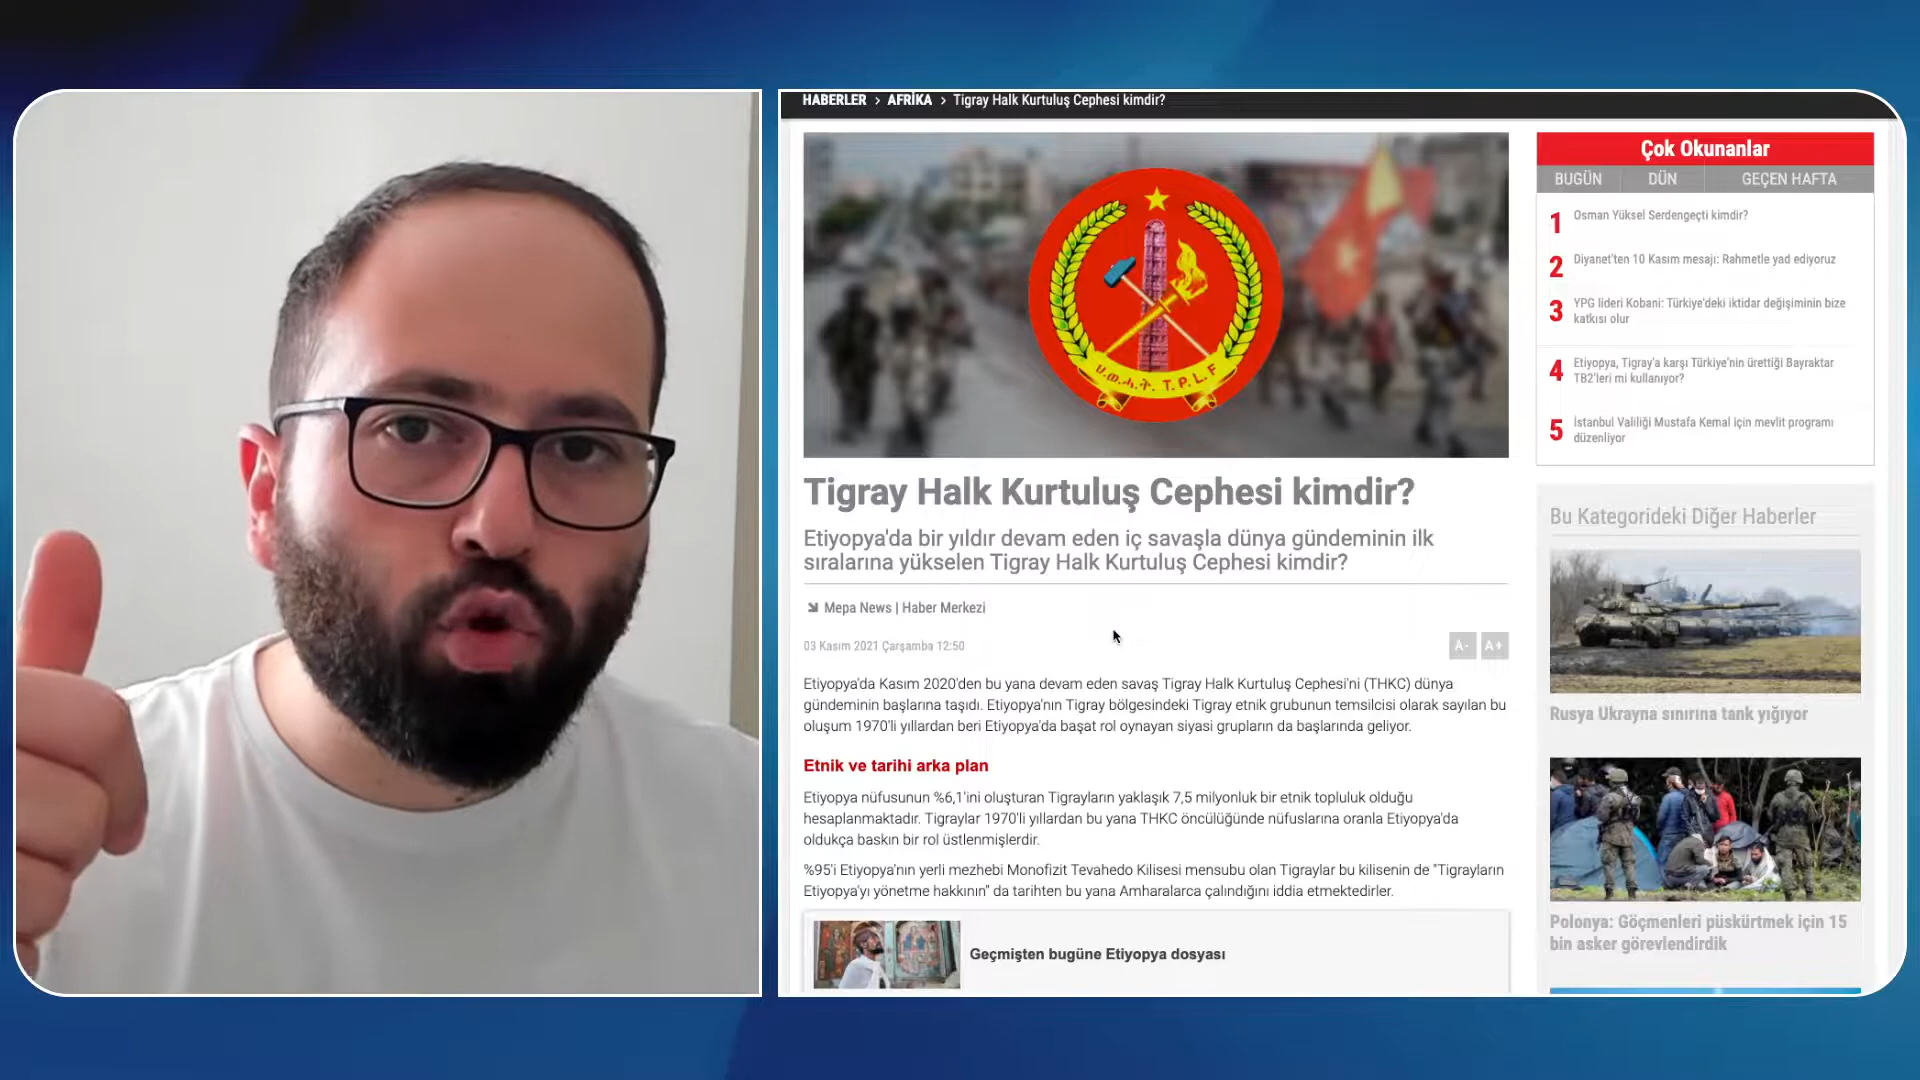 HABERLER > AFRİKA > Tigray Halk Kurtuluş Cephesi kimdir?
ህ.ወ.ሓ.ት. T.P.L.F
Tigray Halk Kurtuluş Cephesi kimdir?
Etiyopya'da bir yıldır devam eden iç savaşla dünya gündeminin ilk
sıralarına yükselen Tigray Halk Kurtuluş Cephesi kimdir?
Mepa News | Haber Merkezi
03 Kasım 2021 Çarşamba 12:50
A- A+
Etiyopya'da Kasım 2020'den bu yana devam eden savaş Tigray Halk Kurtuluş Cephesi'ni (THKC) dünya
gündeminin başlarına taşıdı. Etiyopya'nın Tigray bölgesindeki Tigray etnik grubunun temsilcisi olarak sayılan bu
oluşum 1970'li yıllardan beri Etiyopya'da başat rol oynayan siyasi grupların da başlarında geliyor.
Etnik ve tarihi arka plan
Etiyopya nüfusunun %6,1'ini oluşturan Tigrayların yaklaşık 7,5 milyonluk bir etnik topluluk olduğu
hesaplanmaktadır. Tigraylar 1970'li yıllardan bu yana THKC öncülüğünde nüfuslarına oranla Etiyopya'da
oldukça baskın bir rol üstlenmişlerdir.
%95'i Etiyopya'nın yerli mezhebi Monofizit Tevahedo Kilisesi mensubu olan Tigraylar bu kilisenin de "Tigrayların
Etiyopya'yı yönetme hakkının" da tarihten bu yana Amharalarca çalındığını iddia etmektedirler.
Geçmişten bugüne Etiyopya dosyası
Çok Okunanlar
BUGÜN DÜN GEÇEN HAFTA
1 Osman Yüksel Serdengeçti kimdir?
2 Diyanet'ten 10 Kasım mesajı: Rahmetle yad ediyoruz
3 YPG lideri Kobani: Türkiye'deki iktidar değişiminin bize
katkısı olur
4 Etiyopya, Tigray'a karşı Türkiye'nin ürettiği Bayraktar
TB2'leri mi kullanıyor?
5 İstanbul Valiliği Mustafa Kemal için mevlit programı
düzenliyor
Bu Kategorideki Diğer Haberler
Rusya Ukrayna sınırına tank yığıyor
Polonya: Göçmenleri püskürtmek için 15
bin asker görevlendirdik